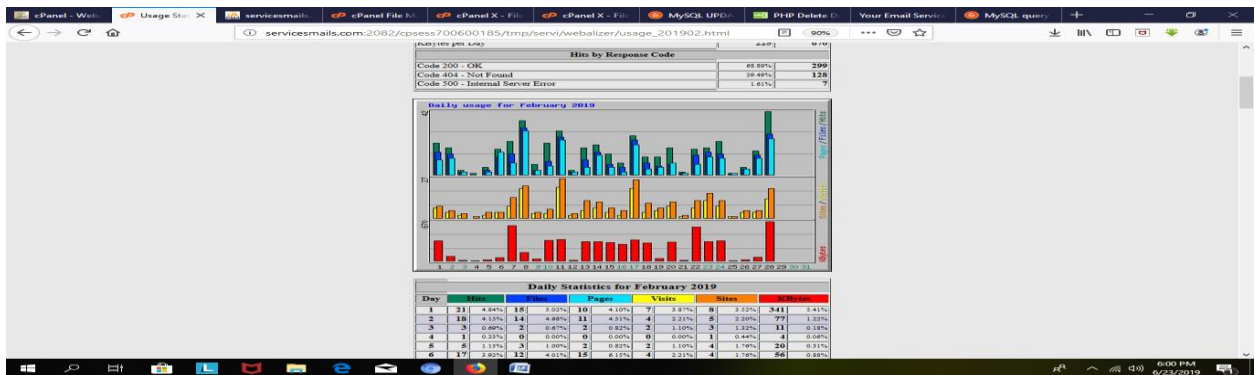 cPanel - Web
Usage Stat
servicesmails.
cPanel File M
cPanel X - File
cPanel X - File
MySQL UPDA
PHP Delete D
Your Email Service
MySQL query
servicesmails.com:2082/cpsess700600185/tmp/servi/webalizer/usage_201902.html
90%
KBytes per Day
Hits by Response Code
Code 200 - OK 68.89% 299
Code 404 - Not Found 29.49% 128
Code 500 - Internal Server Error 1.61% 7
Daily usage for February 2019
Pages/Files/Hits
KBytes
1 2 3 4 5 6 7 8 9 10 11 12 13 14 15 16 17 18 19 20 21 22 23 24 25 26 27 28 29 30 31
Daily Statistics for February 2019
Day Hits Files Pages Visits Sites KBytes
1 21 4.84% 15 5.02% 10 4.10% 7 3.87% 8 3.52% 341 5.41%
2 18 4.15% 14 4.68% 11 4.51% 4 2.21% 5 2.20% 77 1.22%
3 3 0.69% 2 0.67% 2 0.82% 2 1.10% 3 1.32% 11 0.18%
4 1 0.23% 0 0.00% 0 0.00% 0 0.00% 1 0.44% 4 0.06%
5 5 1.15% 3 1.00% 2 0.82% 2 1.10% 4 1.76% 20 0.31%
6 17 3.92% 12 4.01% 15 6.15% 4 2.21% 4 1.76% 56 0.88%
6:00 PM
6/23/2019